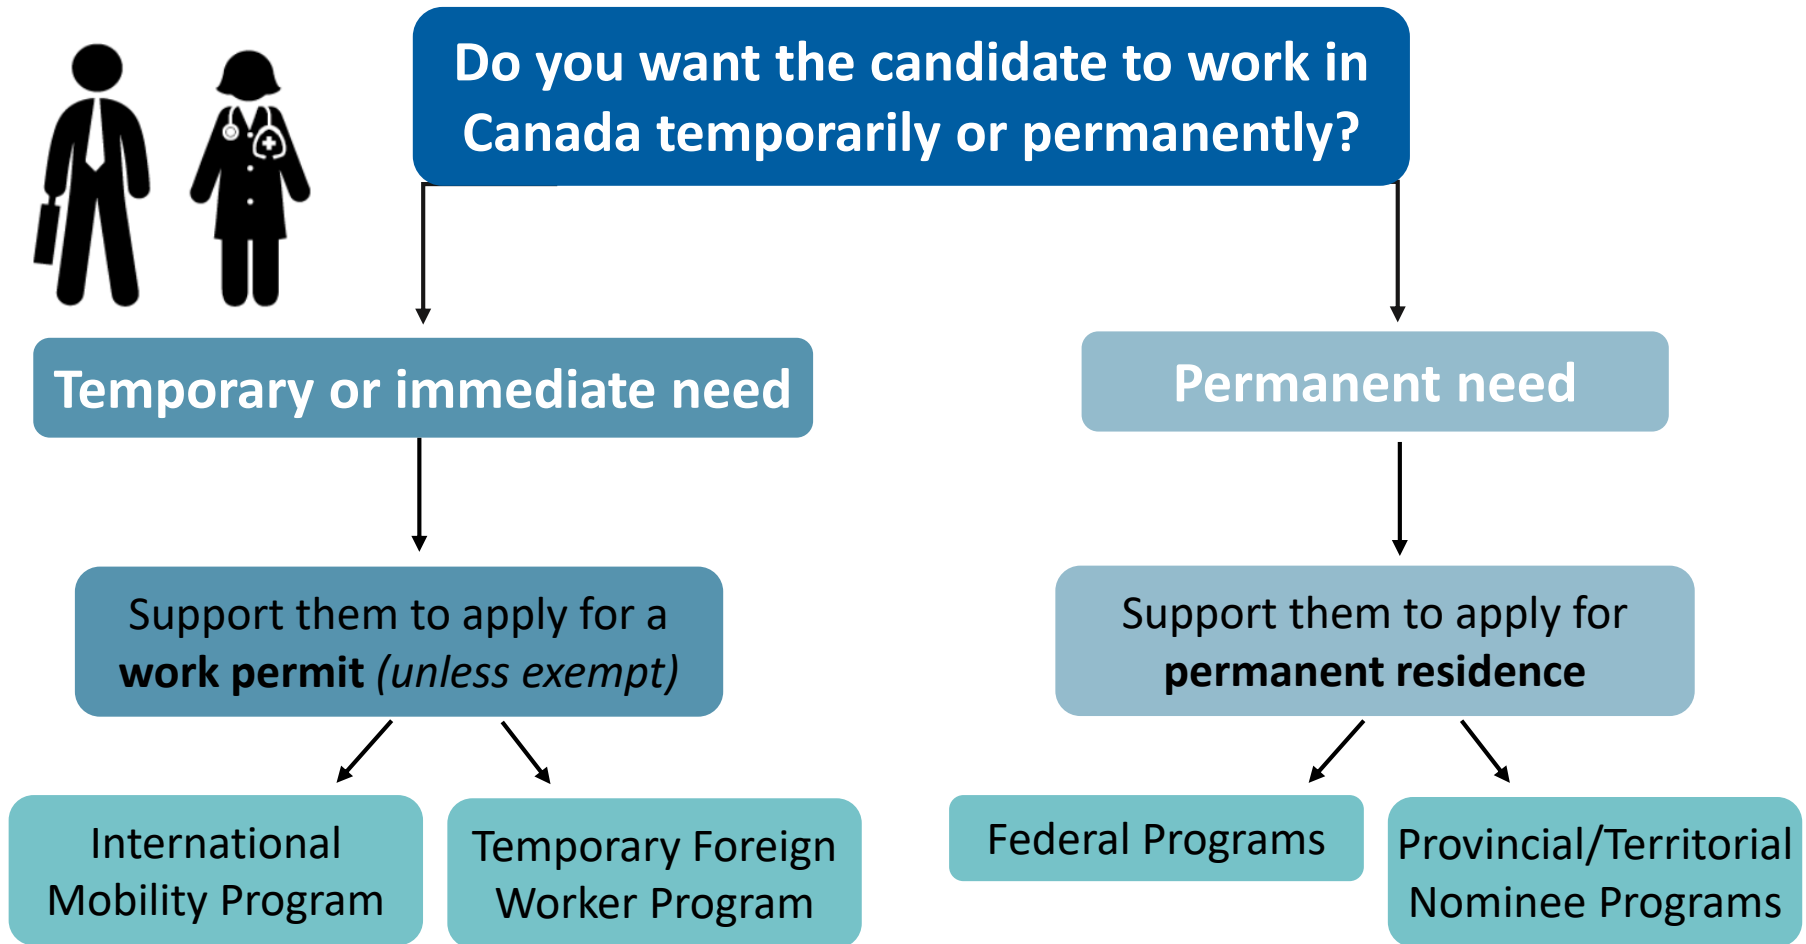 Do you want the candidate to work in
Canada temporarily or permanently?
Temporary or immediate need
Permanent need
Support them to apply for a
work permit (unless exempt)
Support them to apply for
permanent residence
International
Mobility Program
Temporary Foreign
Worker Program
Federal Programs
Provincial/Territorial
Nominee Programs